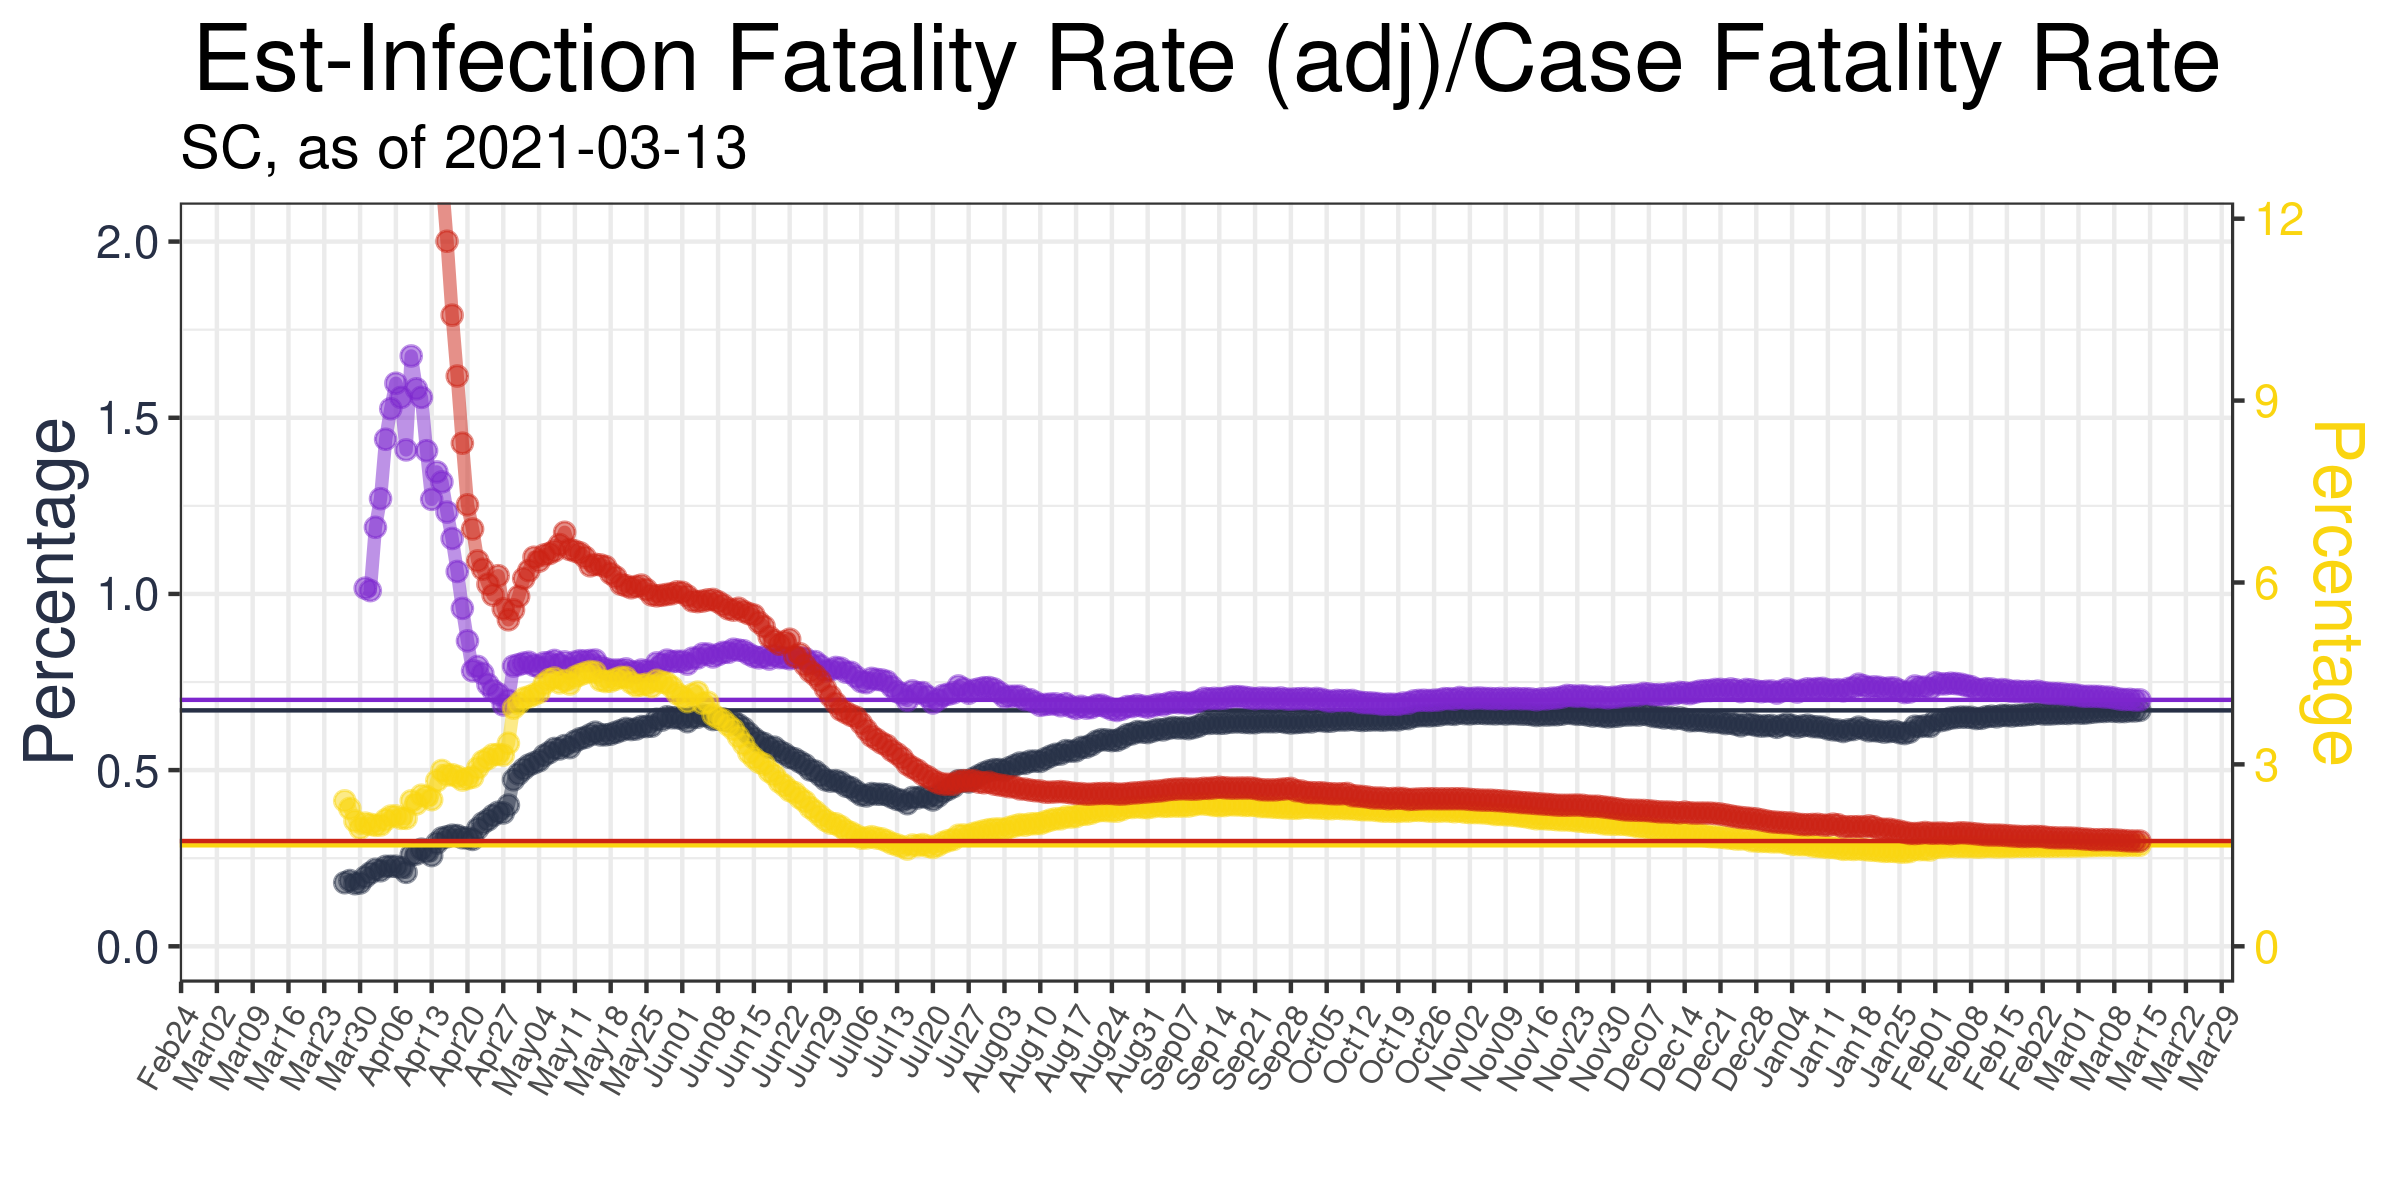 Est-Infection Fatality Rate (adj)/Case Fatality Rate
SC, as of 2021-03-13
Percentage
2.0
1.5
1.0
0.5
0.0
12
9
6
3
0
Percentage
Feb24
Mar02
Mar09
Mar16
Mar23
Mar30
Apr06
Apr13
Apr20
Apr27
May04
May11
May18
May25
Jun01
Jun08
Jun15
Jun22
Jun29
Jul06
Jul13
Jul20
Jul27
Aug03
Aug10
Aug17
Aug24
Aug31
Sep07
Sep14
Sep21
Sep28
Oct05
Oct12
Oct19
Oct26
Nov02
Nov09
Nov16
Nov23
Nov30
Dec07
Dec14
Dec21
Dec28
Jan04
Jan11
Jan18
Jan25
Feb01
Feb08
Feb15
Feb22
Mar01
Mar08
Mar15
Mar22
Mar29